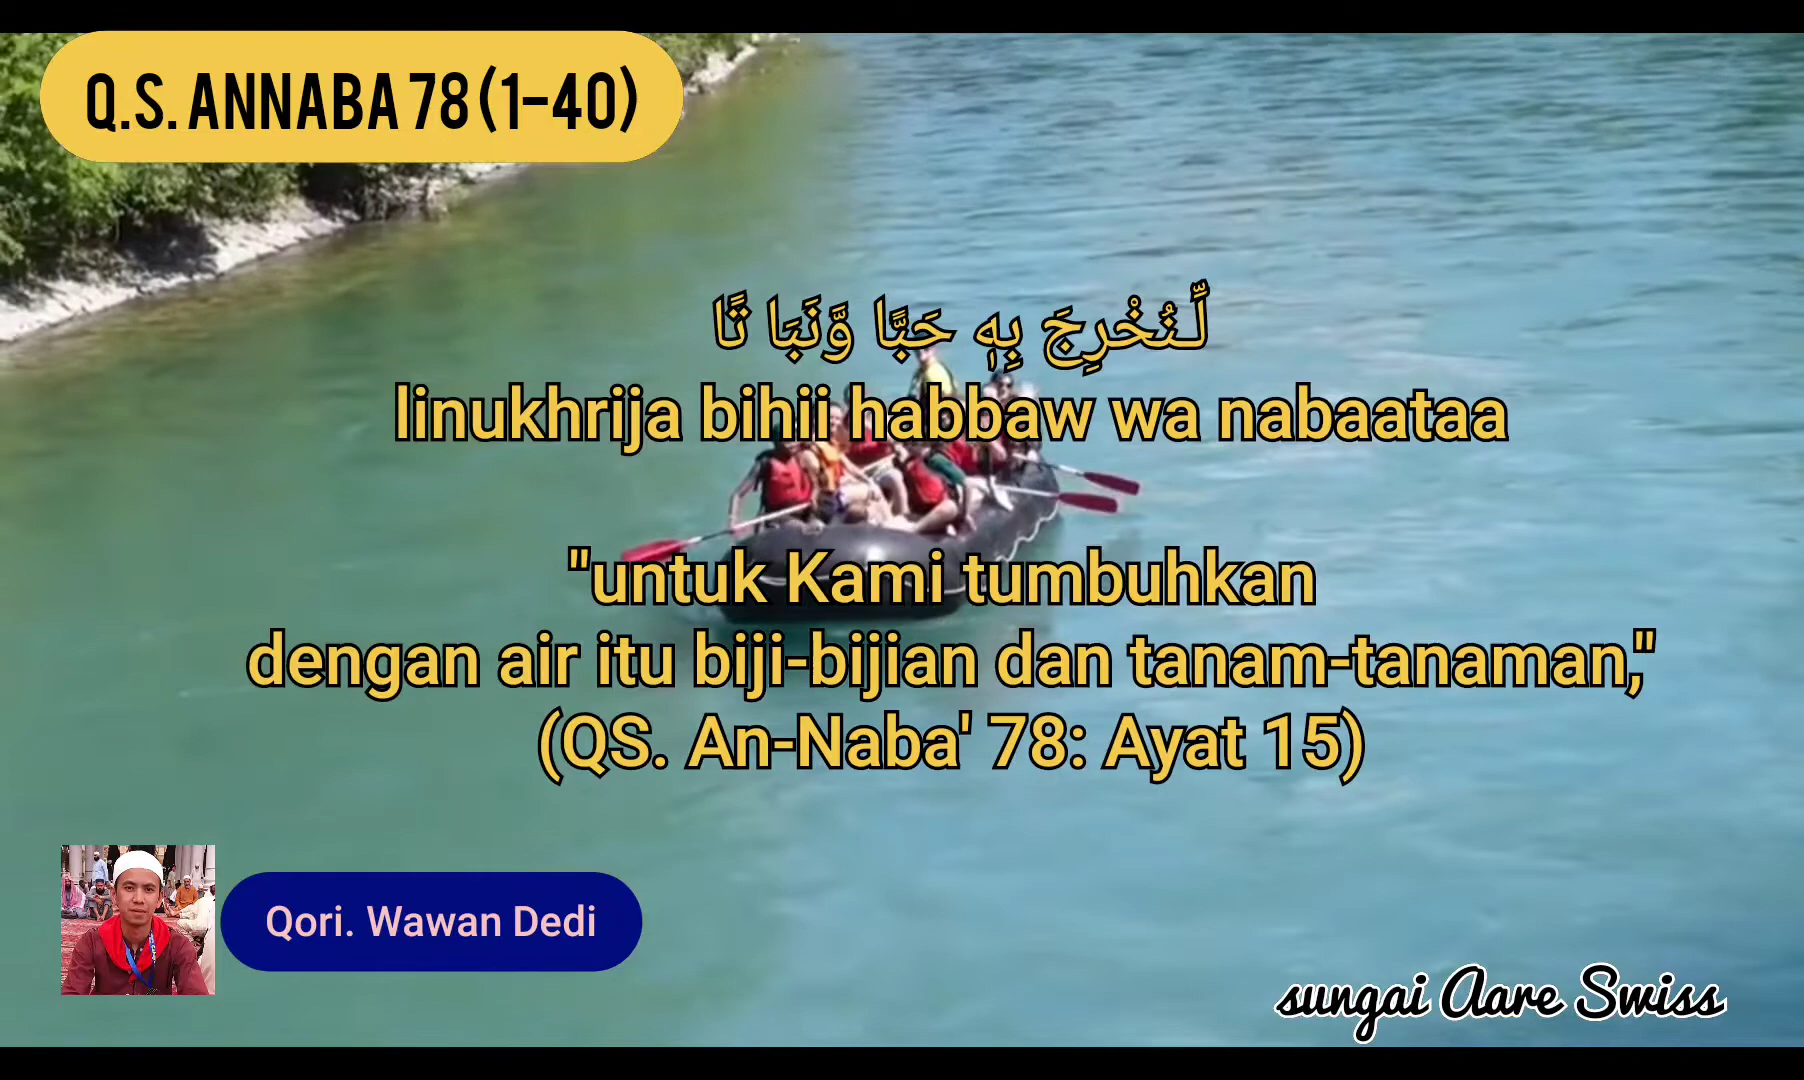 Q.S. ANNABA 78 (1-40)
لِّـنُخْرِجَ بِهٖ حَبًّا وَّنَبَا تًا
linukhrija bihii habbaw wa nabaataa
"untuk Kami tumbuhkan
dengan air itu biji-bijian dan tanam-tanaman,"
(QS. An-Naba' 78: Ayat 15)
Qori. Wawan Dedi
sungai Aare Swiss